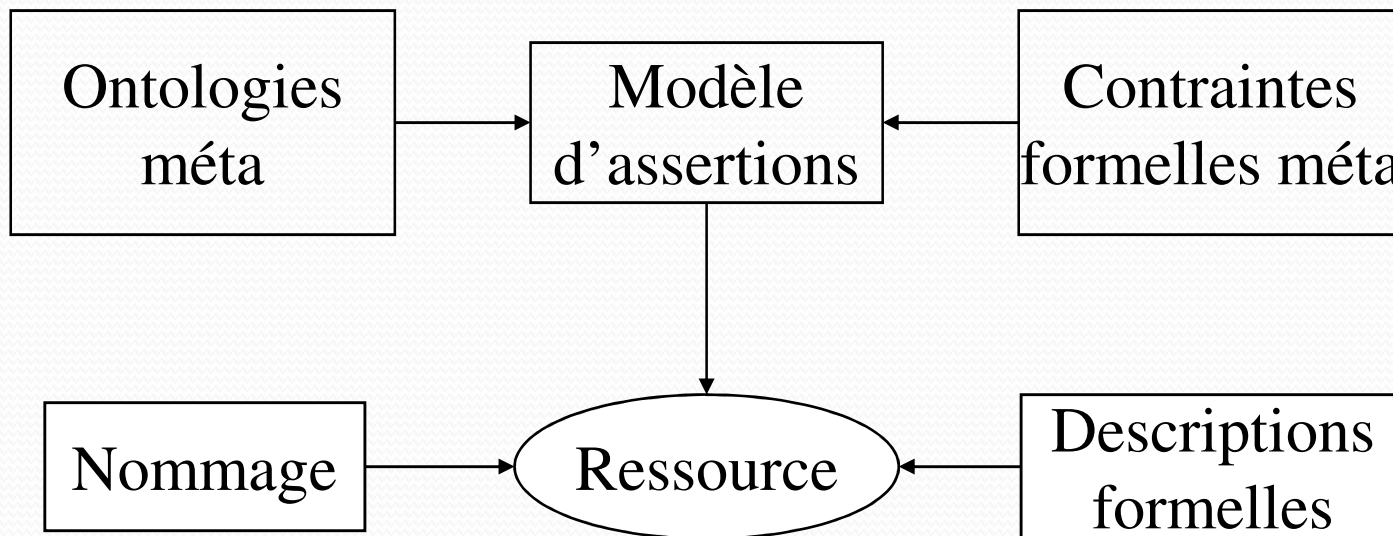 Ontologies
méta
Modèle
d’assertions
Contraintes
formelles méta
Nommage
Ressource
Descriptions
formelles